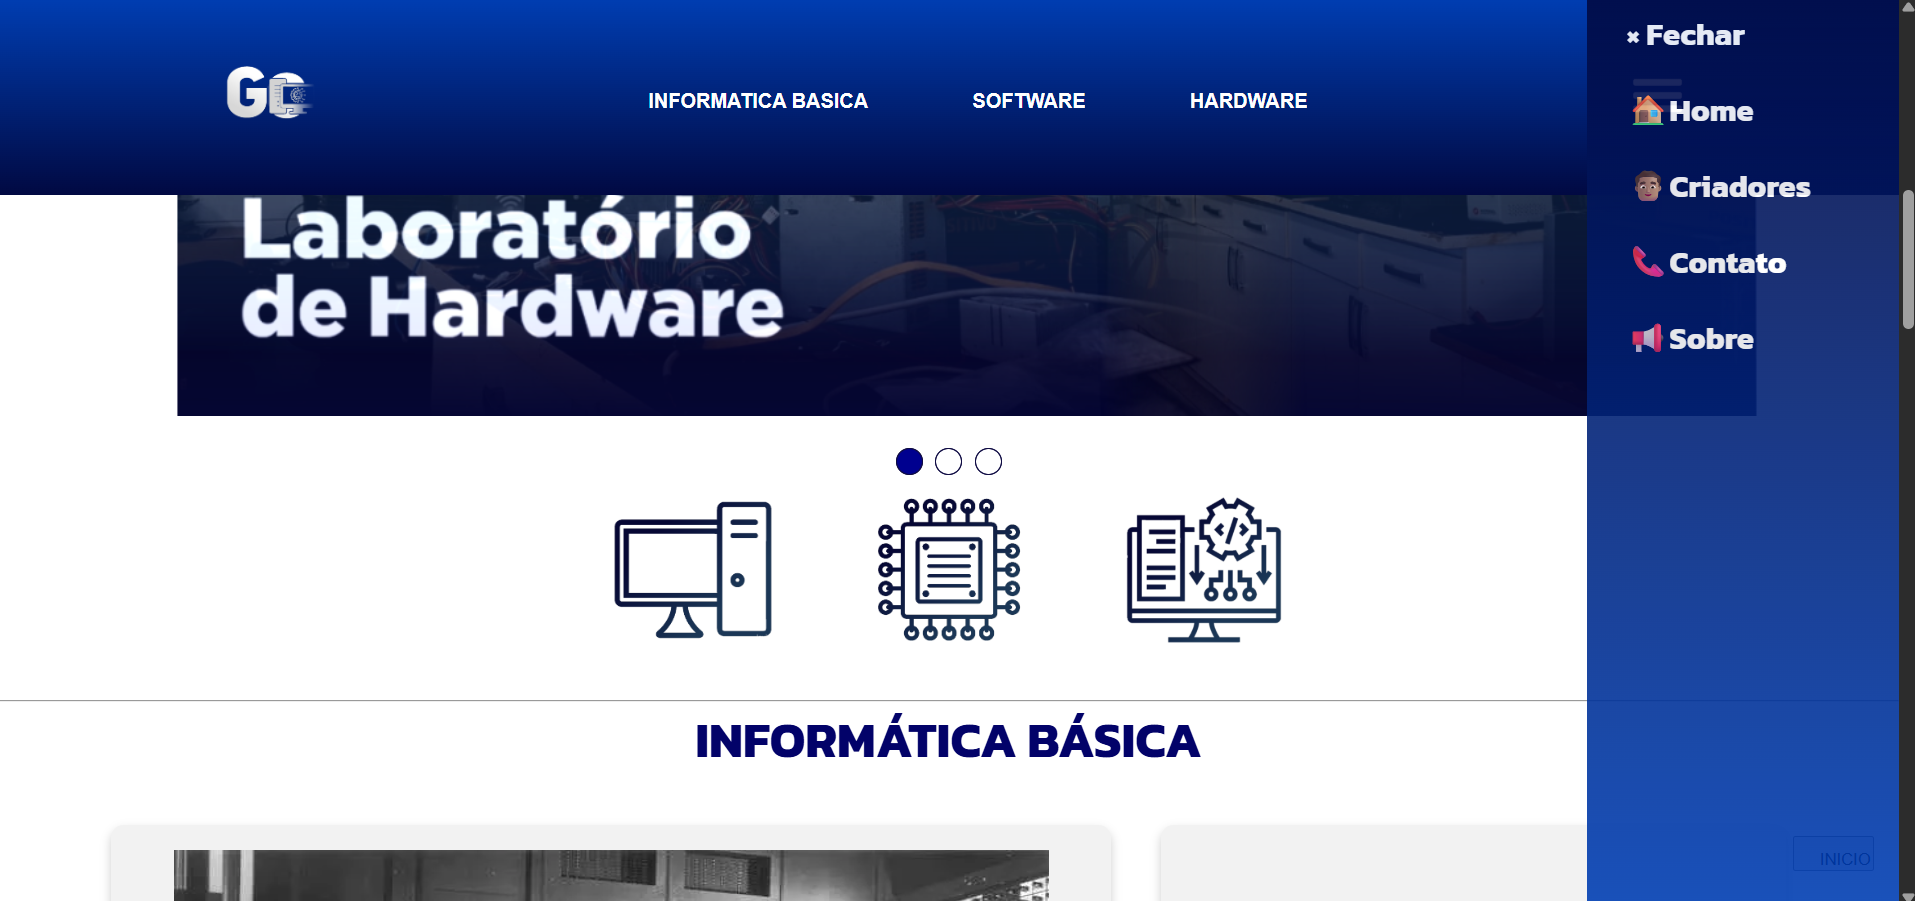 GC
INFORMATICA BASICA
SOFTWARE
HARDWARE
✖ Fechar
🏠 Home
Criadores
📞 Contato
📢 Sobre
Laboratório
de Hardware
INFORMÁTICA BÁSICA
INICIO